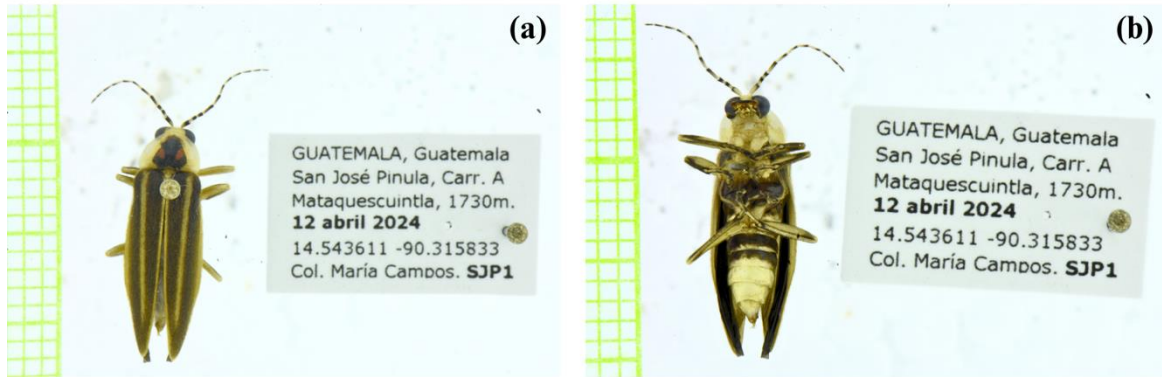 (a)
GUATEMALA, Guatemala
San José Pinula, Carr. A
Mataquescuintla, 1730m.
12 abril 2024
14.543611 -90.315833
Col. María Campos. SJP1
(b)
GUATEMALA, Guatemala
San José Pinula, Carr. A
Mataquescuintla, 1730m.
12 abril 2024
14.543611 -90.315833
Col. María Campos. SJP1